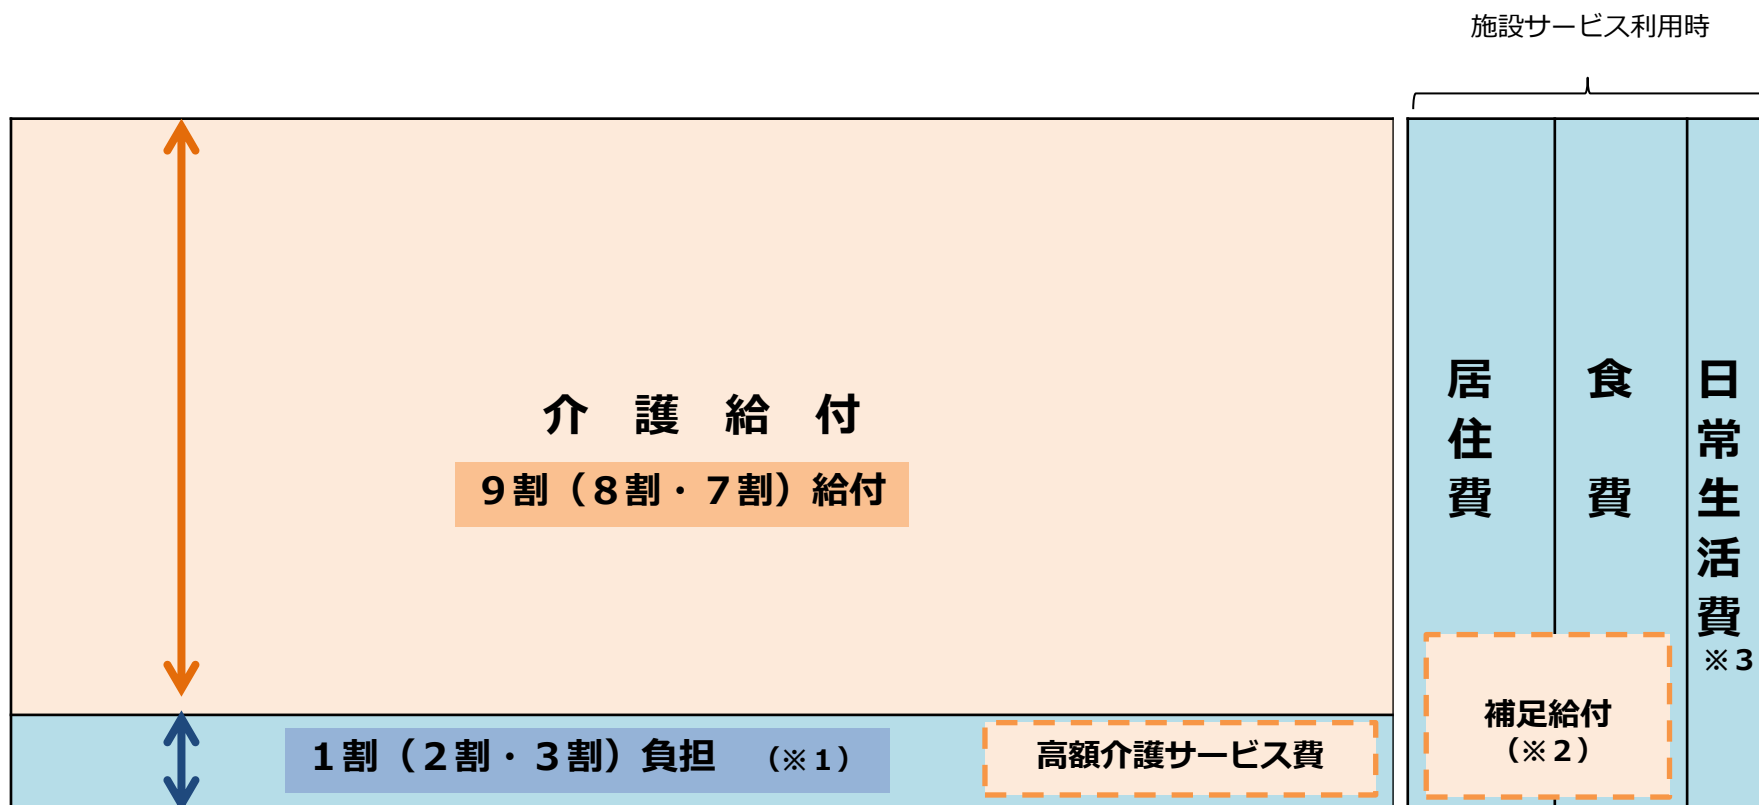 施設サービス利用時
介 護 給 付
９割（８割・７割）給付
１割（２割・３割）負担 （※１）
高額介護サービス費
居住費
食費
日常生活費
※３
補足給付
（※２）